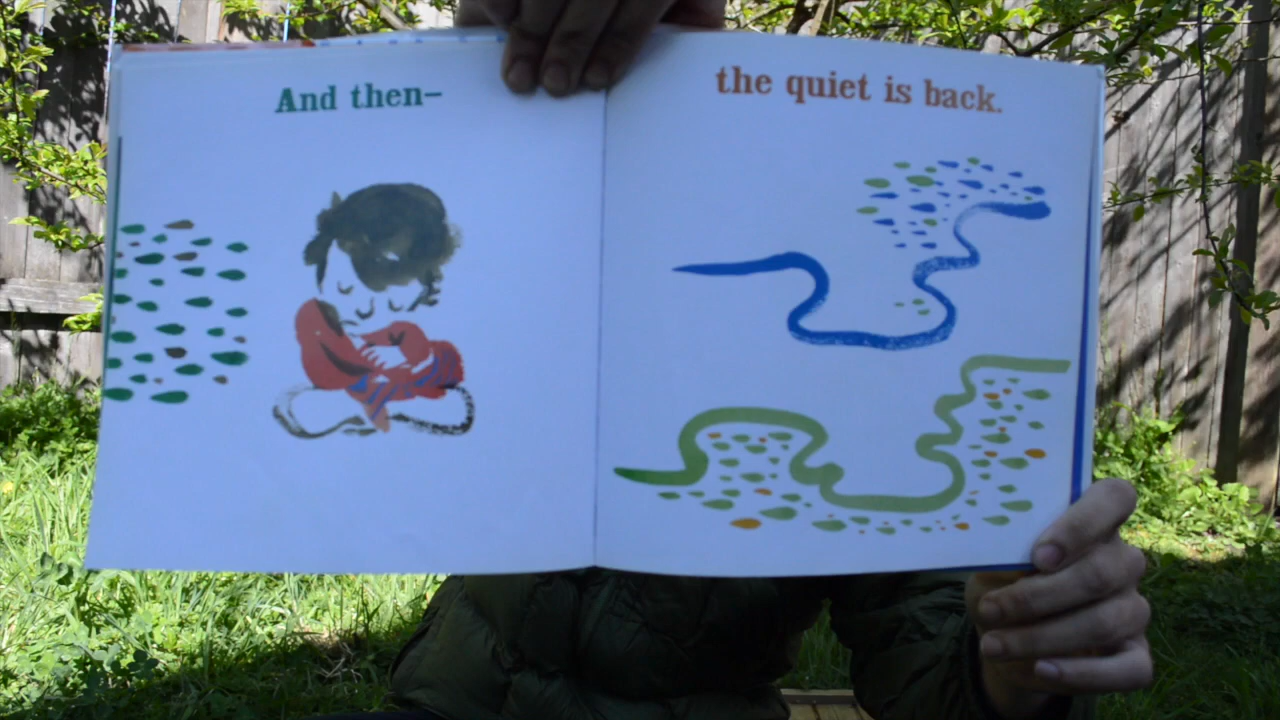 And then–
the quiet is back.